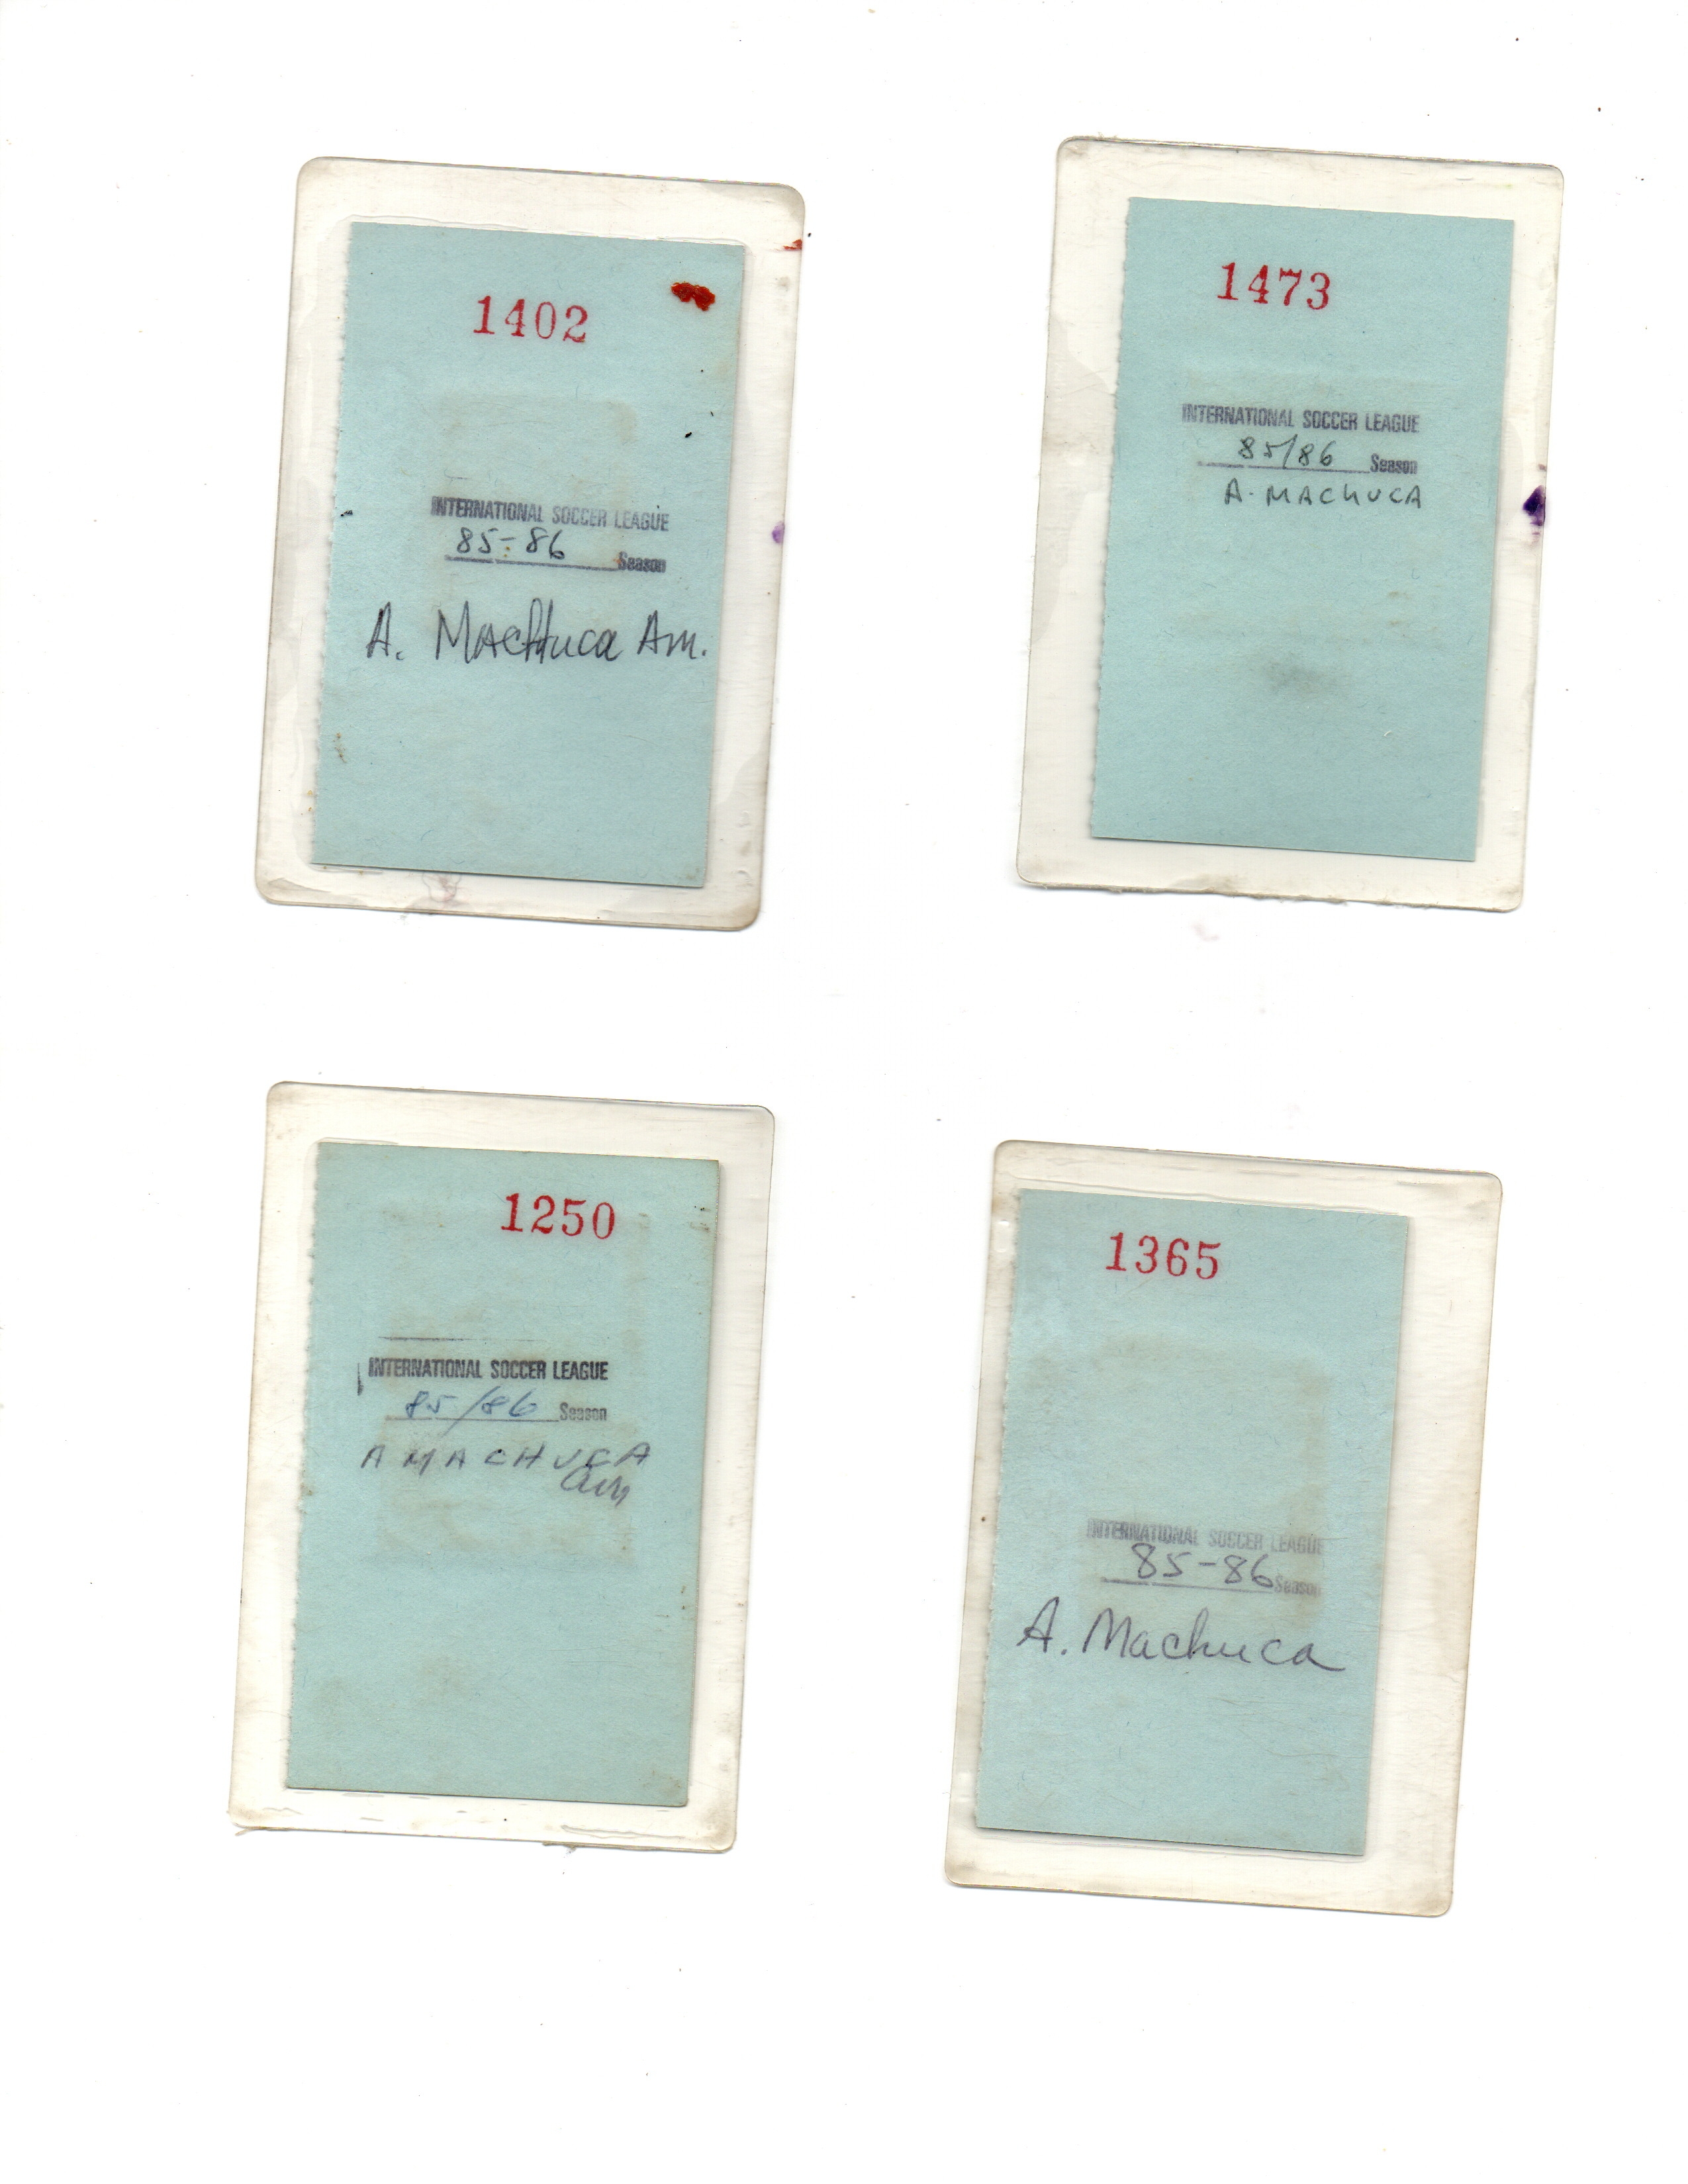 1402
INTERNATIONAL SOCCER LEAGUE
85-86 Season
A. Machuca Am.
1473
INTERNATIONAL SOCCER LEAGUE
85/86 Season
A. MACHUCA
1250
INTERNATIONAL SOCCER LEAGUE
85/86 Season
A MACHUCA
am
1365
INTERNATIONAL SOCCER LEAGUE
85-86 Season
A. Machuca